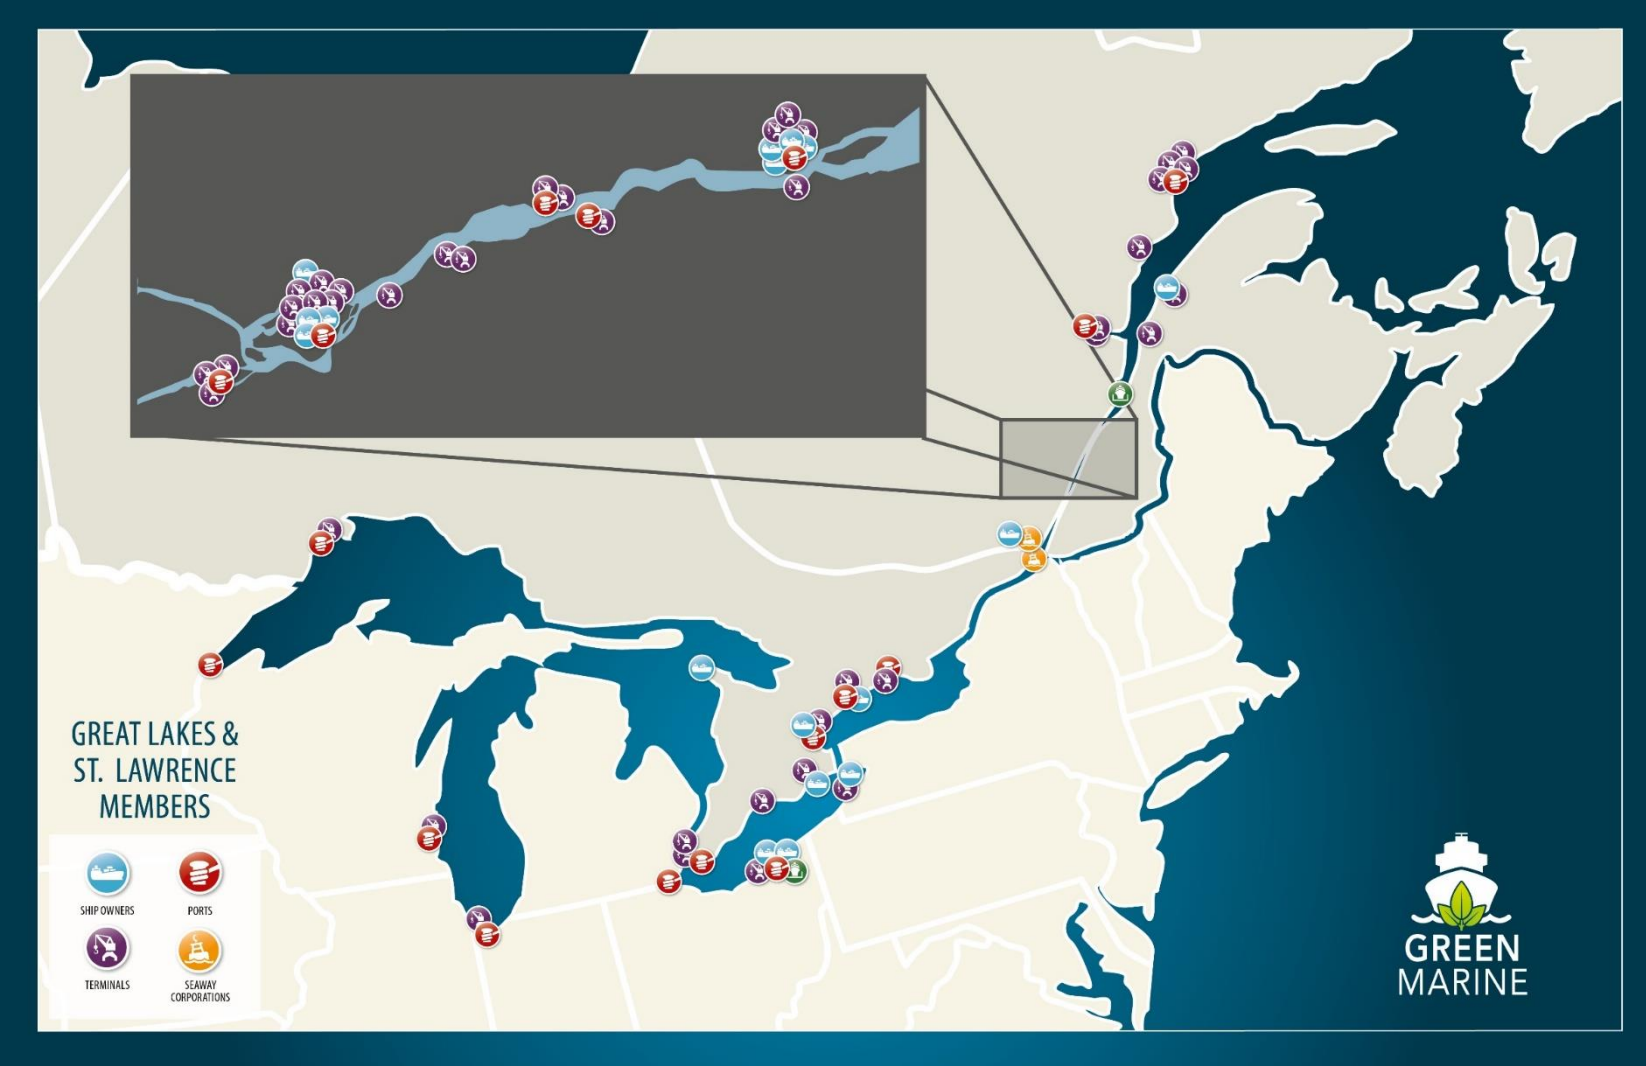 GREAT LAKES &
ST. LAWRENCE
MEMBERS
SHIP OWNERS
PORTS
TERMINALS
SEAWAY
CORPORATIONS
GREEN
MARINE